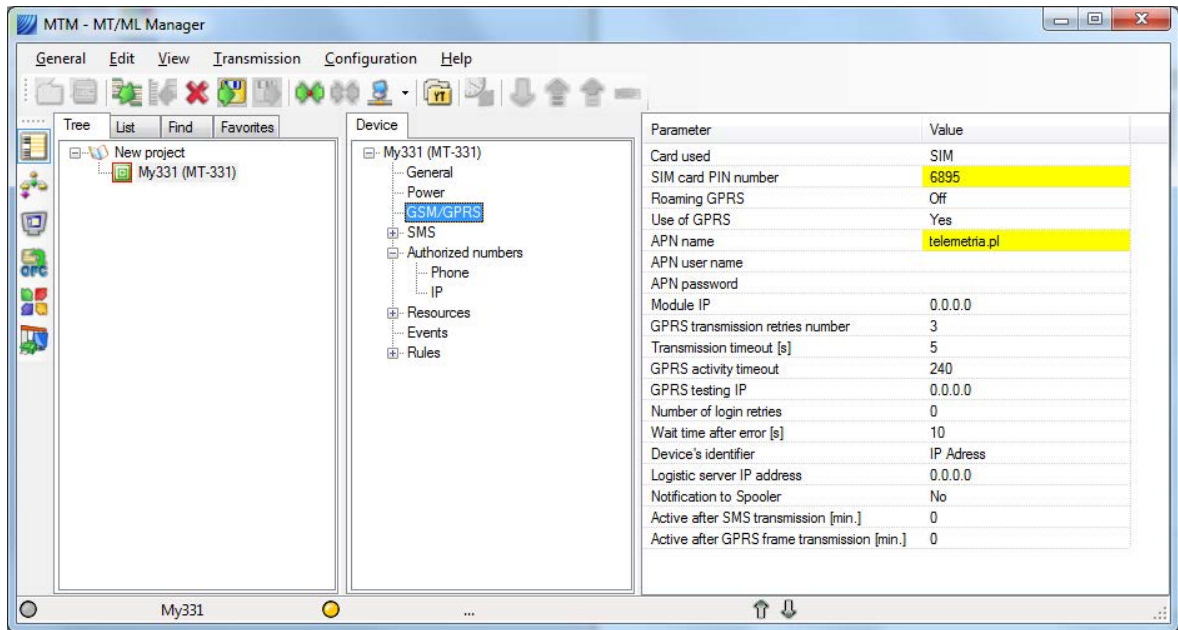 MTM - MT/ML Manager
General Edit View Transmission Configuration Help
YT
Tree List Find Favorites
New project
My331 (MT-331)
OFC
Device
My331 (MT-331)
General
Power
GSM/GPRS
SMS
Authorized numbers
Phone
IP
Resources
Events
Rules
Parameter Value
Card used SIM
SIM card PIN number 6895
Roaming GPRS Off
Use of GPRS Yes
APN name telemetria.pl
APN user name
APN password
Module IP 0.0.0.0
GPRS transmission retries number 3
Transmission timeout [s] 5
GPRS activity timeout 240
GPRS testing IP 0.0.0.0
Number of login retries 0
Wait time after error [s] 10
Device's identifier IP Adress
Logistic server IP address 0.0.0.0
Notification to Spooler No
Active after SMS transmission [min.] 0
Active after GPRS frame transmission [min.] 0
My331 ...